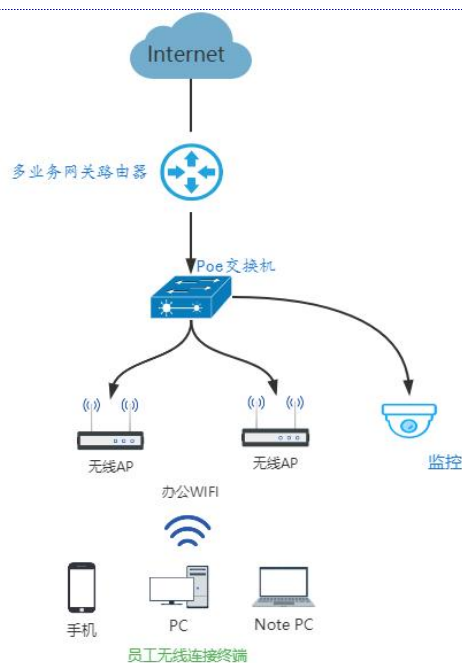 Internet
多业务网关路由器
Poe交换机
无线AP
无线AP
监控
办公WIFI
手机
PC
Note PC
员工无线连接终端